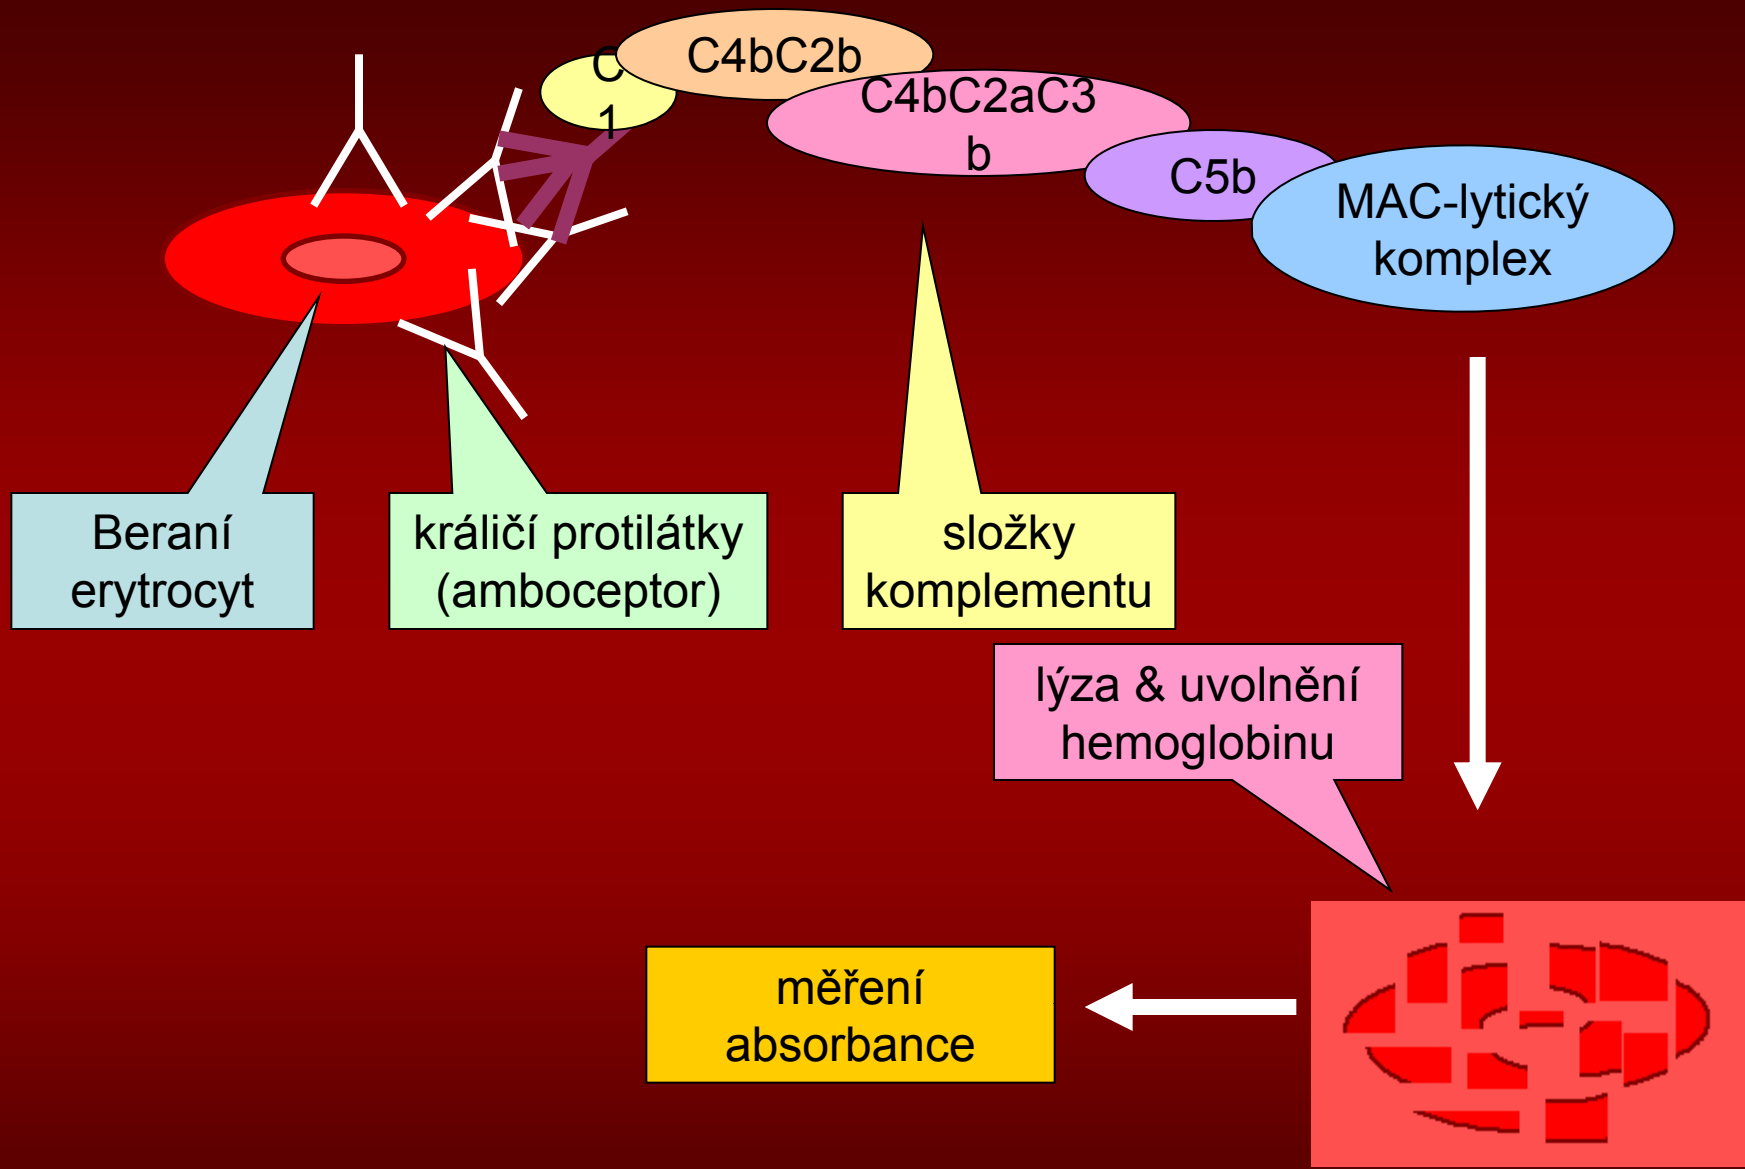 C
1
C4bC2b
C4bC2aC3
b
C5b
MAC-lytický
komplex
Beraní
erytrocyt
králičí protilátky
(amboceptor)
složky
komplementu
lýza & uvolnění
hemoglobinu
měření
absorbance